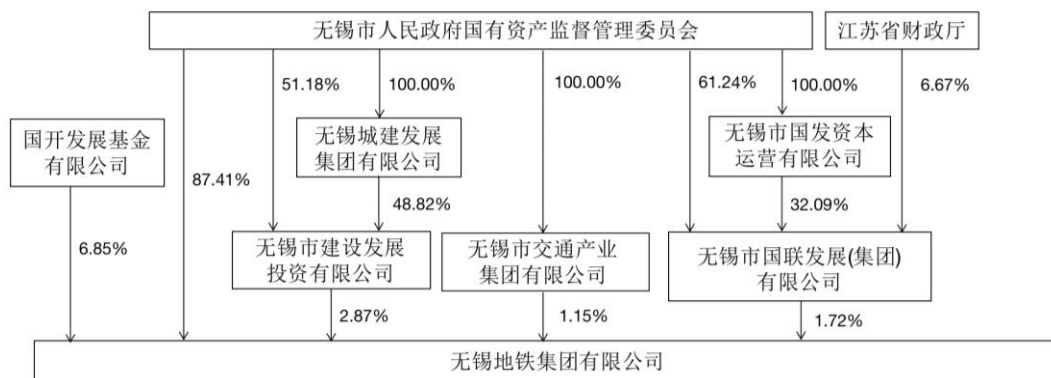 无锡市人民政府国有资产监督管理委员会
江苏省财政厅
51.18%
100.00%
100.00%
61.24%
100.00%
6.67%
国开发展基金
有限公司
无锡城建发展
集团有限公司
无锡市国发资本
运营有限公司
87.41%
48.82%
32.09%
6.85%
无锡市建设发展
投资有限公司
无锡市交通产业
集团有限公司
无锡市国联发展(集团)
有限公司
2.87%
1.15%
1.72%
无锡地铁集团有限公司